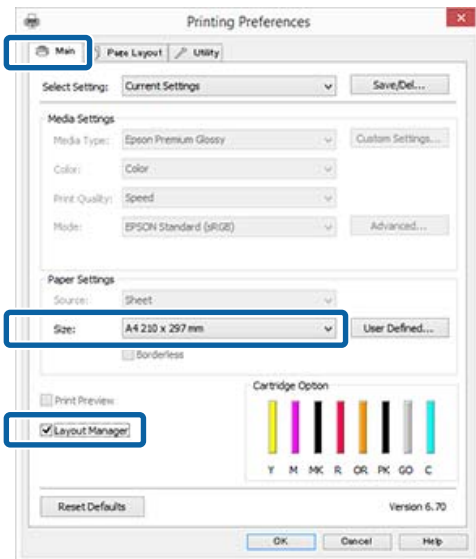 Printing Preferences
Main Page Layout Utility
Select Setting: Current Settings Save/Del...
Media Settings
Media Type: Epson Premium Glossy Custom Settings...
Color: Color
Print Quality: Speed
Mode: EPSON Standard (sRGB) Advanced...
Paper Settings
Source: Sheet
Size: A4 210 x 297 mm User Defined...
Borderless
Cartridge Option
Print Preview
Layout Manager
Y M MK R OR PK GO C
Reset Defaults Version 6.70
OK Cancel Help